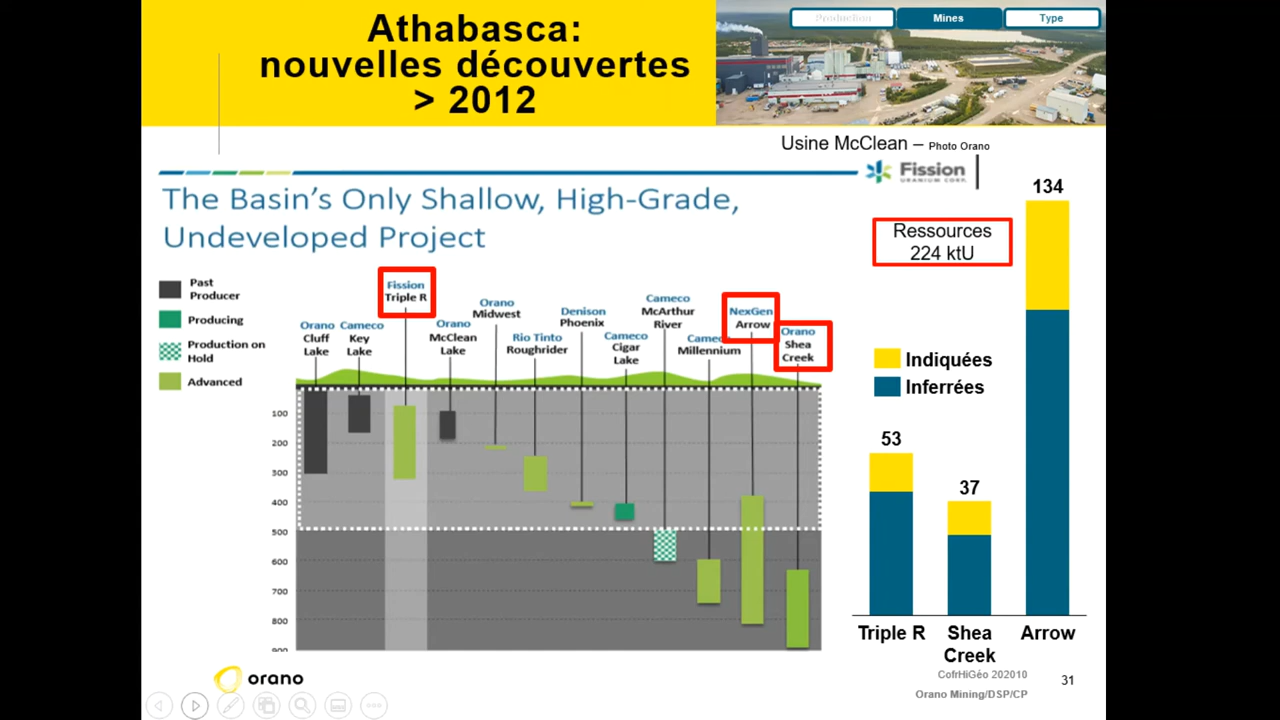 Athabasca:
nouvelles découvertes
> 2012
Production
Mines
Type
Usine McClean – Photo Orano
Fission
URANIUM CORP.
The Basin's Only Shallow, High-Grade,
Undeveloped Project
Past
Producer
Producing
Production on
Hold
Advanced
Orano
Cluff
Lake
Cameco
Key
Lake
Fission
Triple R
Orano
McClean
Lake
Orano
Midwest
Rio Tinto
Roughrider
Denison
Phoenix
Cameco
Cigar
Lake
Cameco
McArthur
River
Cameco
Millennium
NexGen
Arrow
Orano
Shea
Creek
100
200
300
400
500
600
700
800
900
Ressources
224 ktU
134
Indiquées
Inferrées
53
37
Triple R
Shea
Creek
Arrow
orano
CofrHiGéo 202010
31
Orano Mining/DSP/CP